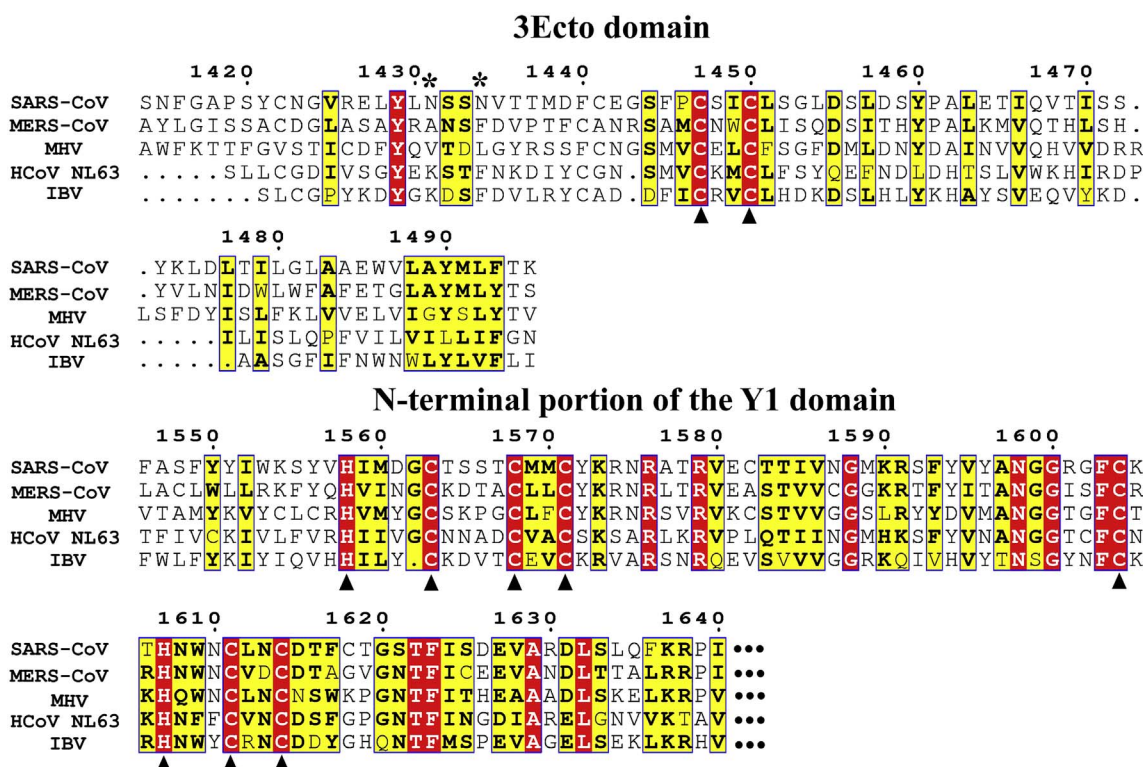 3Ecto domain
1420 1430 1440 1450 1460 1470
* *
SARS-CoV SNFGAPSYCNGVRELYLNSSNVTTMDFCEGSFPCSICLSGLDSLDSYPALETIQVTISS.
MERS-CoV AYLGISSACDGLASAYRANSFDVPTFCANRSAMCNWCLISQDSITHYPALKMVQTHLSH.
MHV AWFKTTFGVSTICDFYQVTDLGYRSSFCNGSMVCELCFSGFDMLDNYDAINVVQHVVDRR
HCoV NL63 .....SLLCGDIVSGYEKSTFNKDIYCGN.SMVCKMCLFSYQEFNDLDHTSLVWKHIRDP
IBV .......SLCGPYKDYGKDSFDVLRYCAD.DFICRVCLHDKDSLHLYKHAYSVEQVYKD.
1480 1490
SARS-CoV .YKLDLTILGLAAEWVLAYMLFTK
MERS-CoV .YVLNIDWLWFAFETGLAYMLYTS
MHV LSFDYISLFKLVVELVIGYSLYTV
HCoV NL63 .....ILISLQPFVILVILLIFGN
IBV ......AASGFIFNWNWLYLVFLI
N-terminal portion of the Y1 domain
1550 1560 1570 1580 1590 1600
SARS-CoV FASFYYIWKSYVHIMDGCTSSTCMMCYKRNRATRVECTTIVNGMKRSFYVYANGGRGFCK
MERS-CoV LACLWLLRKFYQHVINGCKDTACLLCYKRNRLTRVEASTVVCGGKRTFYITANGGISFCR
MHV VTAMYKVYCLCRHVMYGCSKPGCLFCYKRNRSVRVKCSTVVGGSLRYYDVMANGGTGFCT
HCoV NL63 TFIVCKIVLFVRHIIVGCNNADCVACSKSARLKRVPLQTIINGMHKSFYVNANGGTCFCN
IBV FWLFYKIYIQVHHILY.CKDVTCEVCKRVARSNRQEVSVVVGGRKQIVHVYTNSGYNFCK
1610 1620 1630 1640
SARS-CoV THNWNCLNCDTFCTGSTFISDEVARDLSLQFKRPI •••
MERS-CoV RHNWNCVDCDTAGVGNTFICEEVANDLTTALRRPI •••
MHV KHQWNCLNCNSWKPGNTFITHEAAADLSKELKRPV •••
HCoV NL63 KHNFFCVNCDSFGPGNTFINGDIARELGNVVKTAV •••
IBV RHNWYCRNCDDYGHQNTFMSPEVAGELSEKLKRHV •••